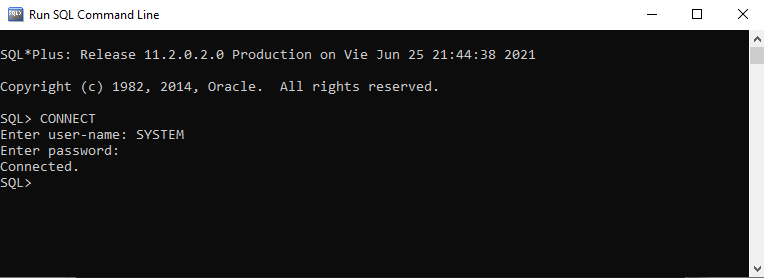 Run SQL Command Line
SQL*Plus: Release 11.2.0.2.0 Production on Vie Jun 25 21:44:38 2021
Copyright (c) 1982, 2014, Oracle.  All rights reserved.
SQL> CONNECT
Enter user-name: SYSTEM
Enter password:
Connected.
SQL>